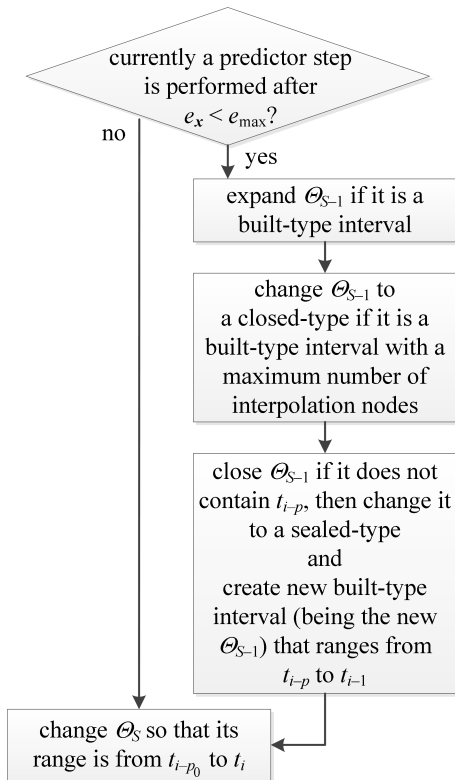 currently a predictor step
is performed after
eₓ < eₘₐₓ?
no
yes
expand Θ_{S–1} if it is a
built-type interval
change Θ_{S–1} to
a closed-type if it is a
built-type interval with a
maximum number of
interpolation nodes
close Θ_{S–1} if it does not
contain t_{i–p}, then change it
to a sealed-type
and
create new built-type
interval (being the new
Θ_{S–1}) that ranges from
t_{i–p} to t_{i–1}
change Θ_S so that its
range is from t_{i–p₀} to t_i